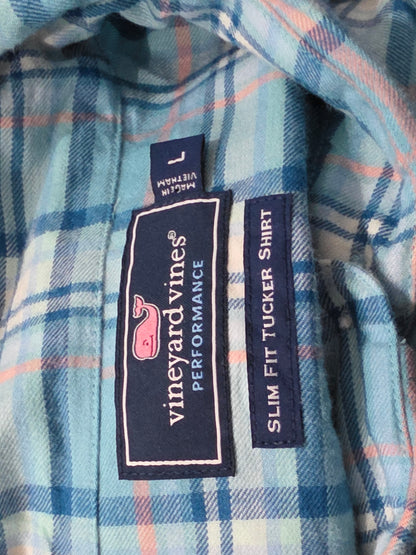 L
MADE IN
VIETNAM
vineyard vines®
PERFORMANCE
SLIM FIT TUCKER SHIRT